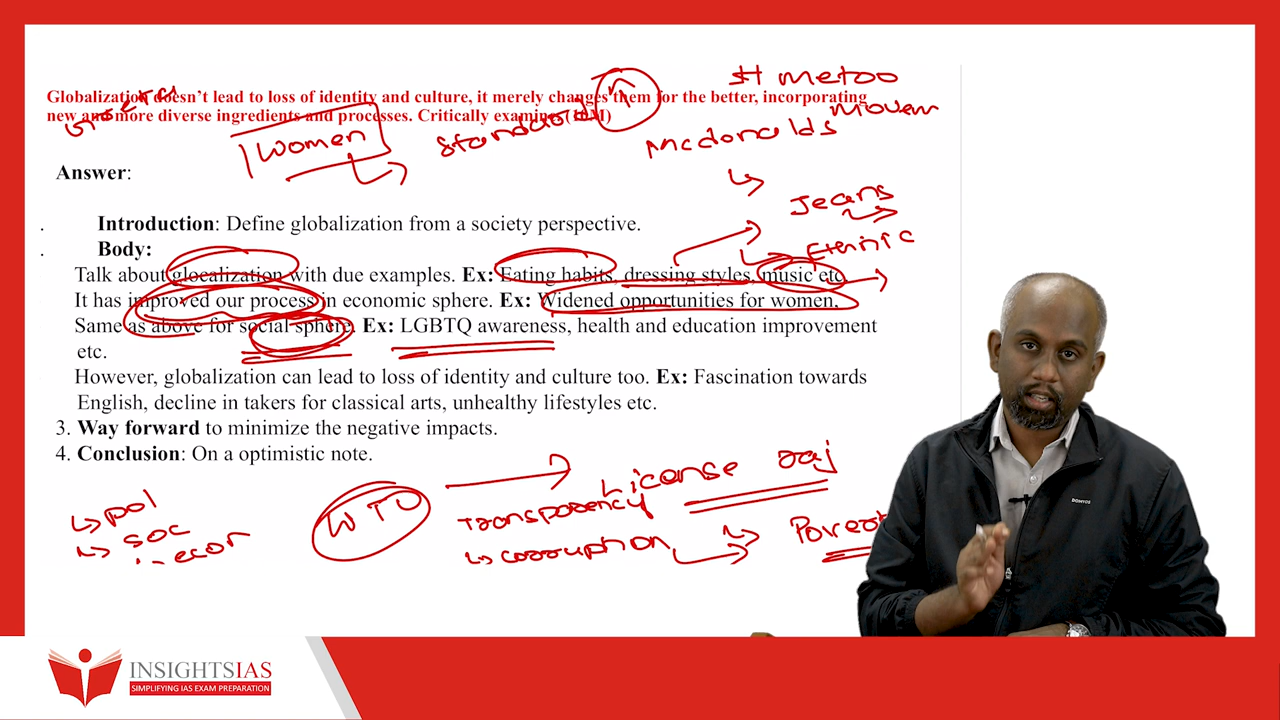 # metoo
movem
Globalization doesn't lead to loss of identity and culture, it merely changes them for the better, incorporating
new and more diverse ingredients and processes. Critically examine (10M)
Women
Standard
Mcdonalds
Answer:
Jeans
Introduction: Define globalization from a society perspective.
Ethnic
Body:
Talk about glocalization with due examples. Ex: Eating habits, dressing styles, music etc.
It has improved our process in economic sphere. Ex: Widened opportunities for women.
Same as above for social sphere. Ex: LGBTQ awareness, health and education improvement
etc.
However, globalization can lead to loss of identity and culture too. Ex: Fascination towards
English, decline in takers for classical arts, unhealthy lifestyles etc.
3. Way forward to minimize the negative impacts.
4. Conclusion: On a optimistic note.
License raj
pol
WTO
Transparency
soc
corruption
econ
DOMYOS
INSIGHTSIAS
SIMPLIFYING IAS EXAM PREPARATION